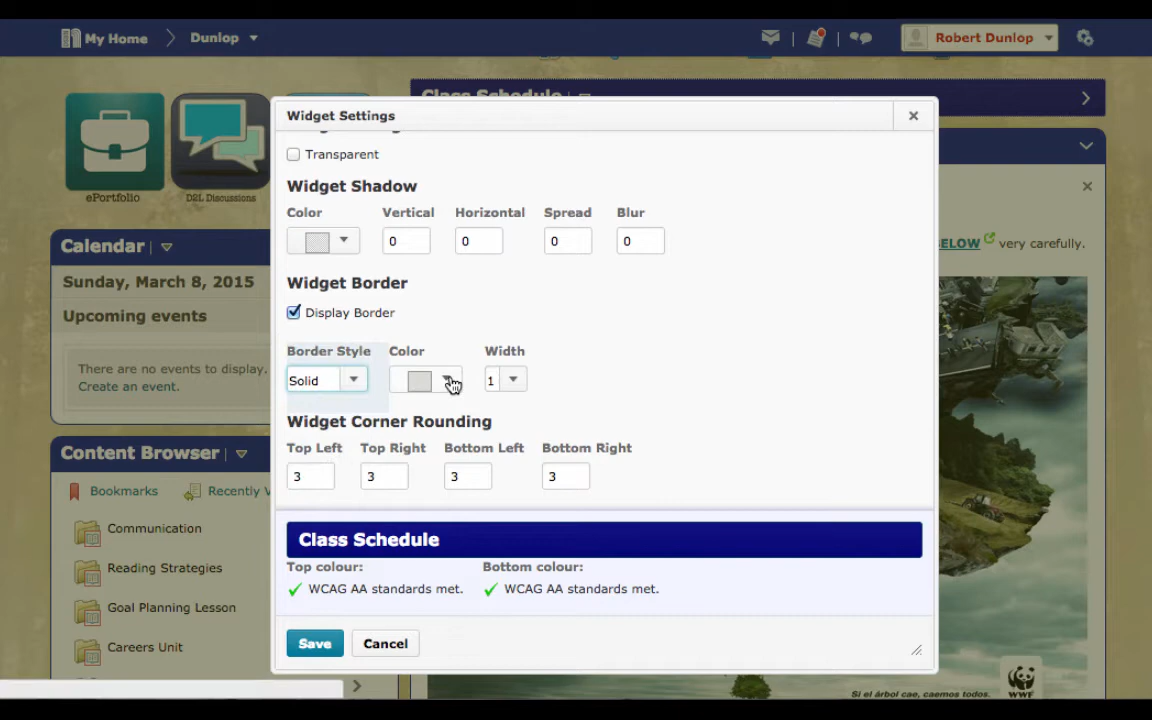 My Home
Dunlop
Robert Dunlop
Class Schedule
ePortfolio
D2L Discussions
Calendar
Sunday, March 8, 2015
Upcoming events
There are no events to display.
Create an event.
Content Browser
Bookmarks
Recently V
Communication
Reading Strategies
Goal Planning Lesson
Careers Unit
BELOW very carefully.
Widget Settings
Transparent
Widget Shadow
Color Vertical Horizontal Spread Blur
0 0 0 0
Widget Border
Display Border
Border Style Color Width
Solid 1
Widget Corner Rounding
Top Left Top Right Bottom Left Bottom Right
3 3 3 3
Class Schedule
Top colour: Bottom colour:
WCAG AA standards met. WCAG AA standards met.
Save Cancel
Si el árbol cae, caemos todos.
WWF